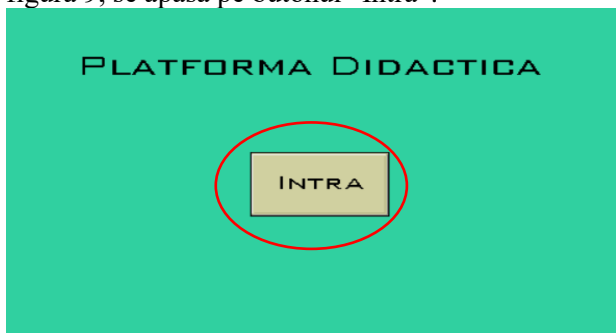 figura 9, se apasa pe butonul "Intra".
PLATFORMA DIDACTICA
INTRA